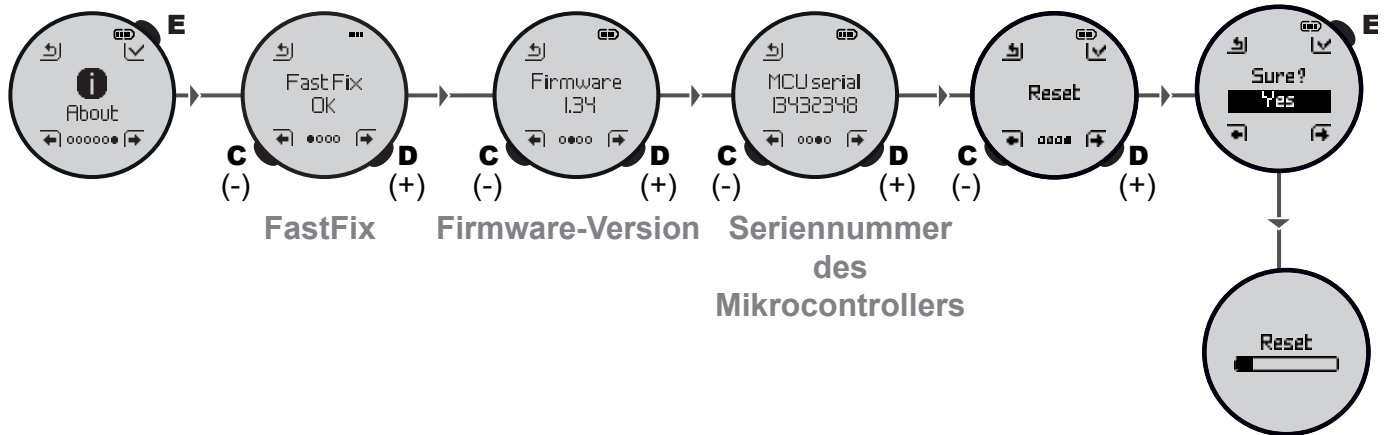 E
About
FastFix
OK
C
(-)
D
(+)
FastFix
Firmware
1.34
C
(-)
D
(+)
Firmware-Version
MCU serial
13432348
C
(-)
D
(+)
Seriennummer
des
Mikrocontrollers
Reset
C
(-)
D
(+)
E
Sure?
Yes
Reset